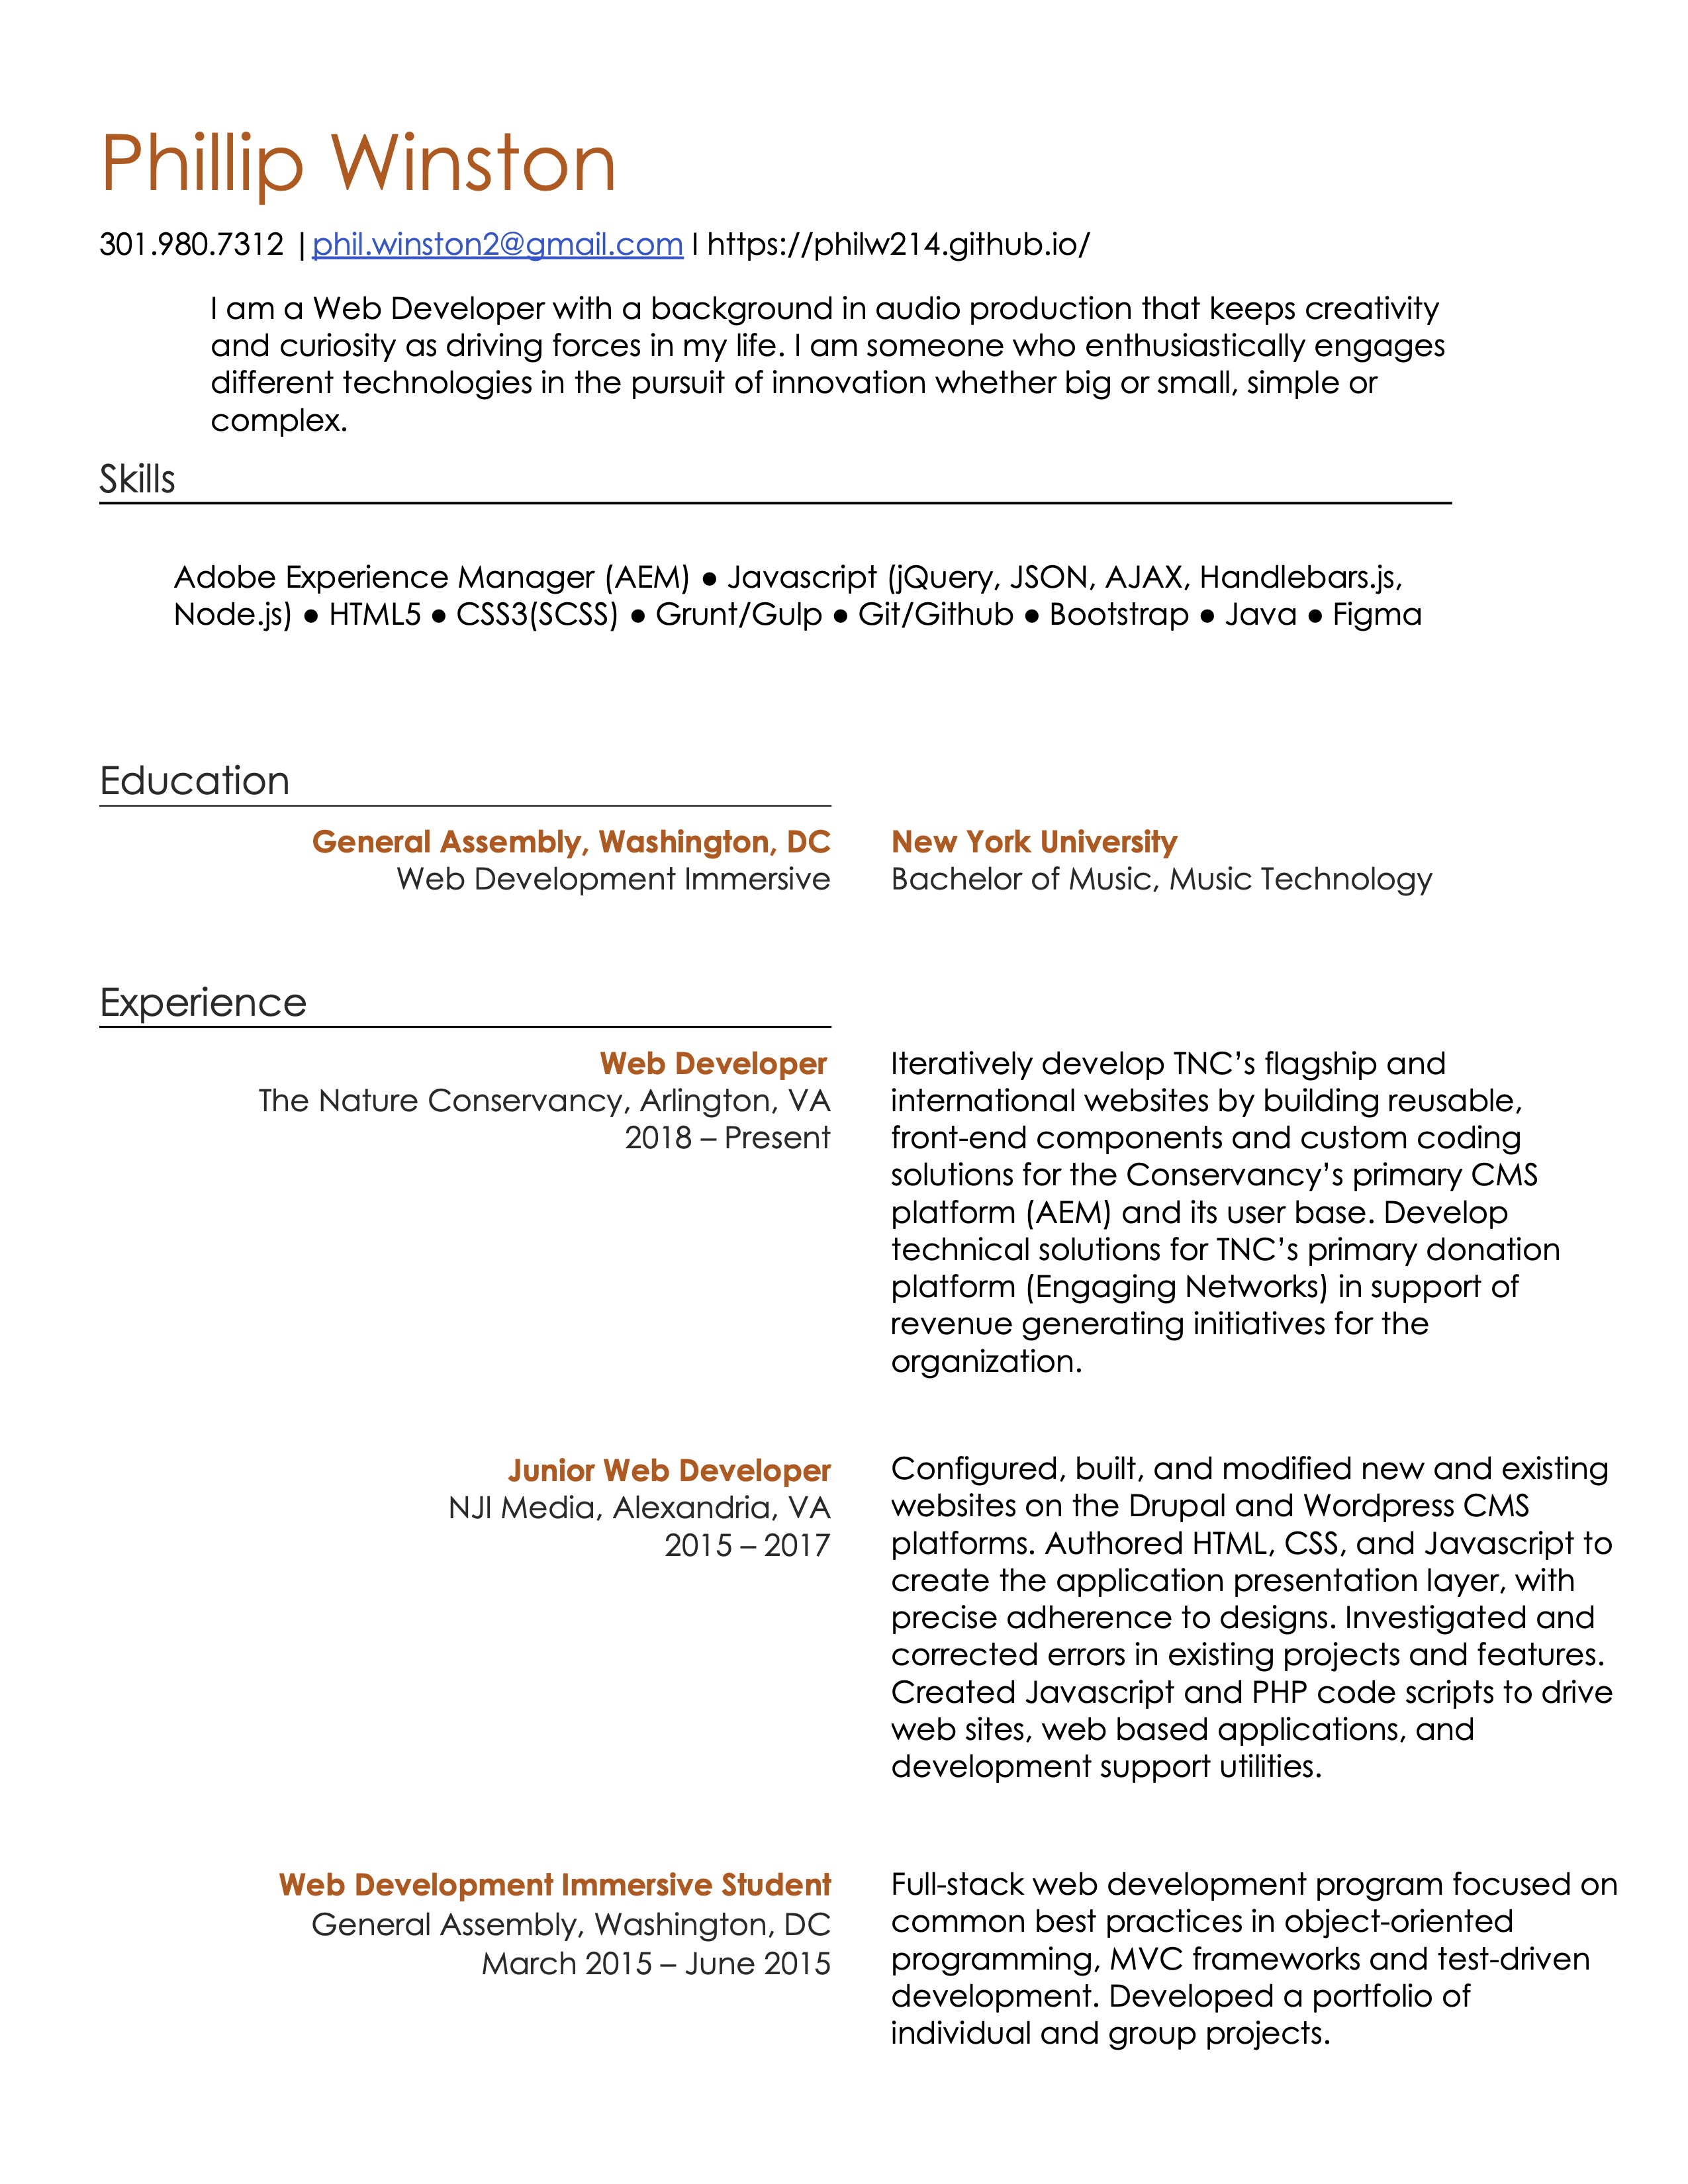 Phillip Winston
301.980.7312 | phil.winston2@gmail.com I https://philw214.github.io/
I am a Web Developer with a background in audio production that keeps creativity
and curiosity as driving forces in my life. I am someone who enthusiastically engages
different technologies in the pursuit of innovation whether big or small, simple or
complex.
Skills
Adobe Experience Manager (AEM) ● Javascript (jQuery, JSON, AJAX, Handlebars.js,
Node.js) ● HTML5 ● CSS3(SCSS) ● Grunt/Gulp ● Git/Github ● Bootstrap ● Java ● Figma
Education
General Assembly, Washington, DC
Web Development Immersive
New York University
Bachelor of Music, Music Technology
Experience
Web Developer
The Nature Conservancy, Arlington, VA
2018 – Present
Iteratively develop TNC’s flagship and
international websites by building reusable,
front-end components and custom coding
solutions for the Conservancy’s primary CMS
platform (AEM) and its user base. Develop
technical solutions for TNC’s primary donation
platform (Engaging Networks) in support of
revenue generating initiatives for the
organization.
Junior Web Developer
NJI Media, Alexandria, VA
2015 – 2017
Configured, built, and modified new and existing
websites on the Drupal and Wordpress CMS
platforms. Authored HTML, CSS, and Javascript to
create the application presentation layer, with
precise adherence to designs. Investigated and
corrected errors in existing projects and features.
Created Javascript and PHP code scripts to drive
web sites, web based applications, and
development support utilities.
Web Development Immersive Student
General Assembly, Washington, DC
March 2015 – June 2015
Full-stack web development program focused on
common best practices in object-oriented
programming, MVC frameworks and test-driven
development. Developed a portfolio of
individual and group projects.